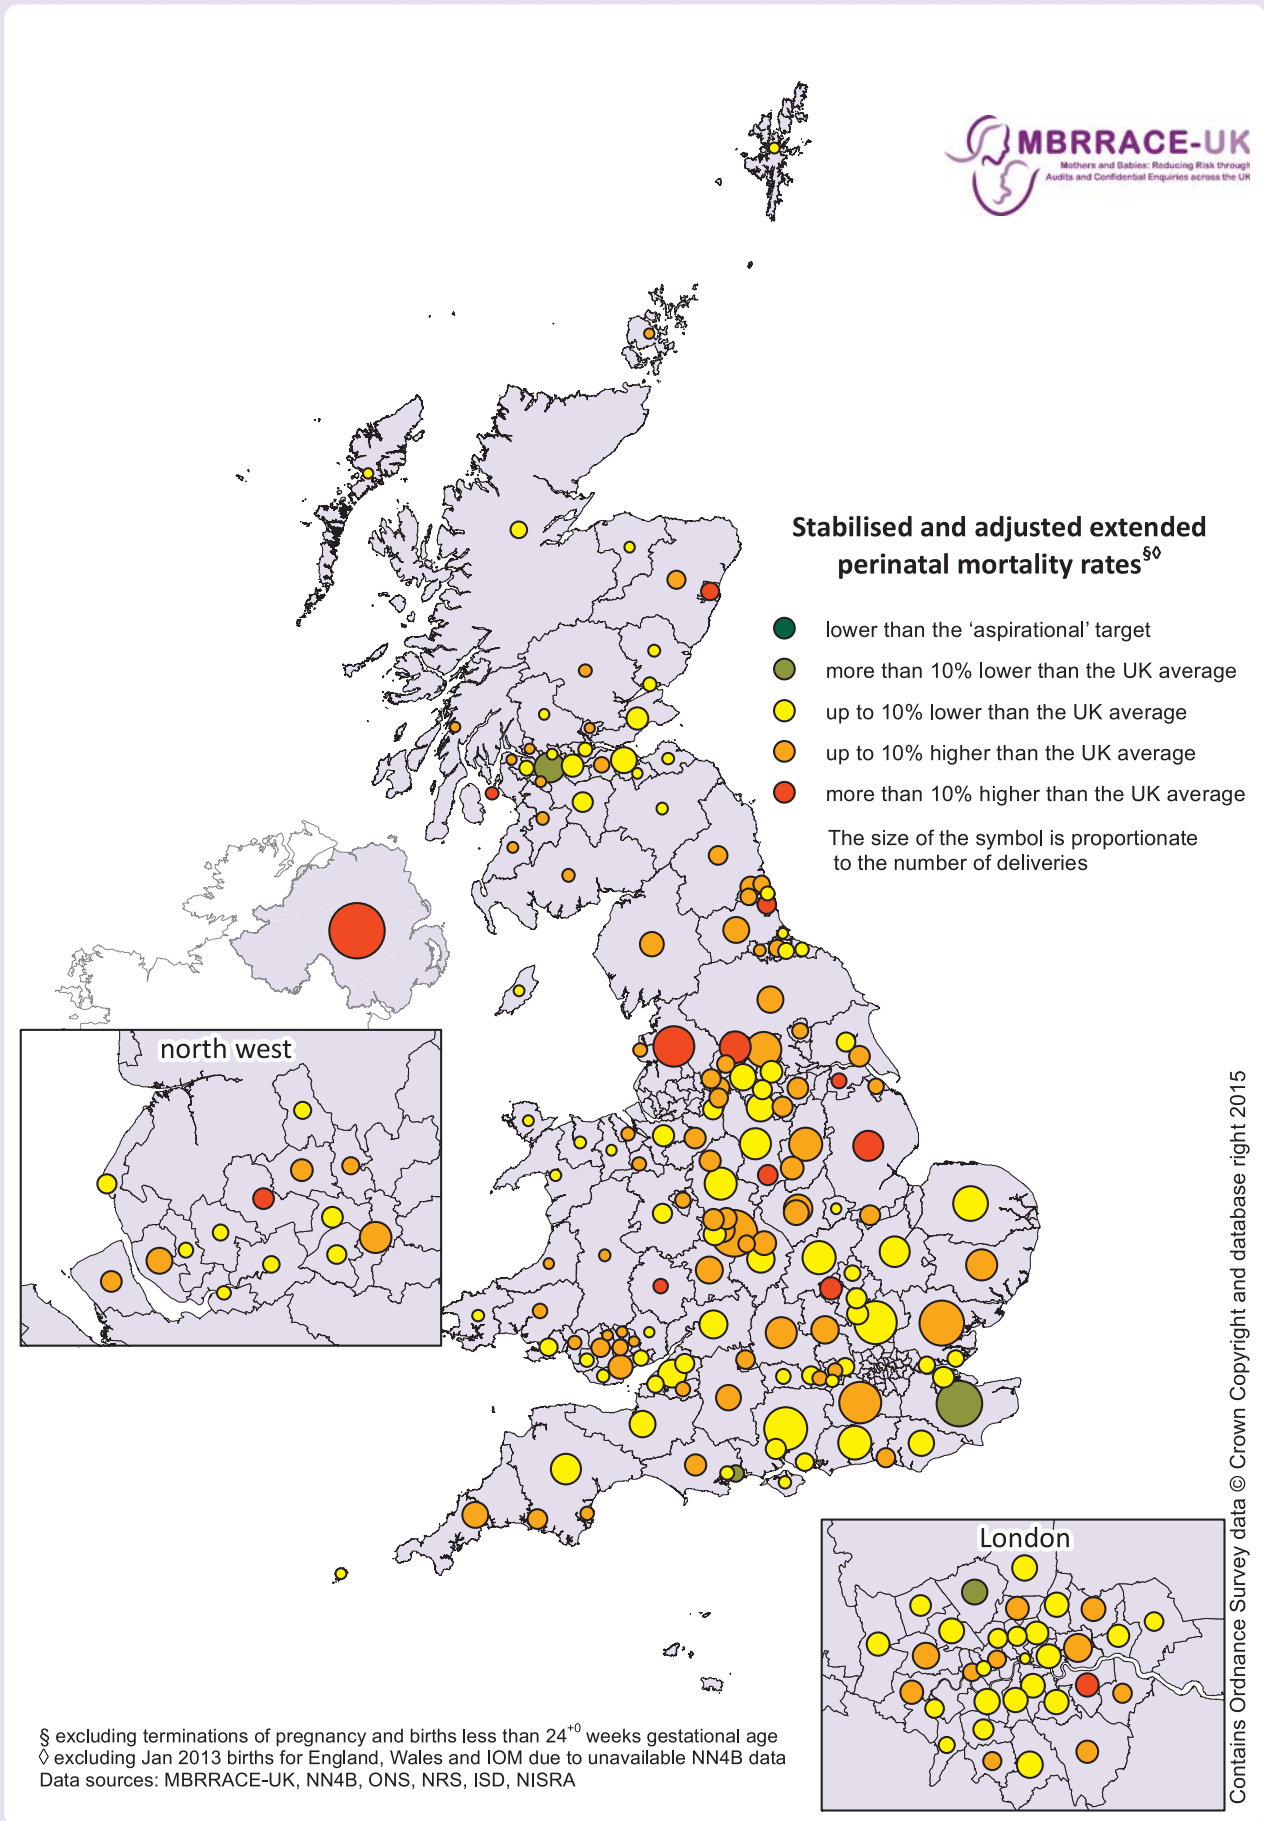 MBRRACE-UK
Mothers and Babies: Reducing Risk through
Audits and Confidential Enquiries across the UK
Stabilised and adjusted extended
perinatal mortality rates§◊
lower than the ‘aspirational’ target
more than 10% lower than the UK average
up to 10% lower than the UK average
up to 10% higher than the UK average
more than 10% higher than the UK average
The size of the symbol is proportionate
to the number of deliveries
north west
London
§ excluding terminations of pregnancy and births less than 24+0 weeks gestational age
◊ excluding Jan 2013 births for England, Wales and IOM due to unavailable NN4B data
Data sources: MBRRACE-UK, NN4B, ONS, NRS, ISD, NISRA
Contains Ordnance Survey data © Crown Copyright and database right 2015